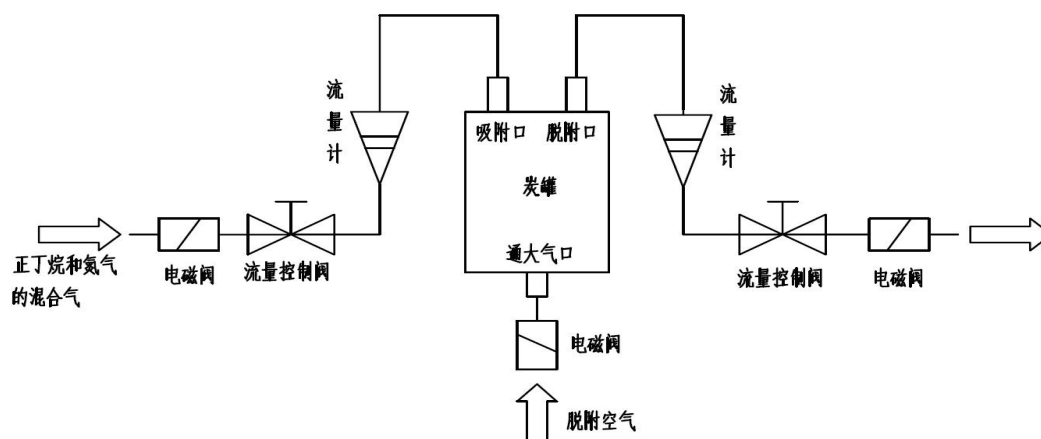 流量计
流量计
吸附口
脱附口
炭罐
通大气口
正丁烷和氮气
的混合气
电磁阀
流量控制阀
流量控制阀
电磁阀
电磁阀
脱附空气